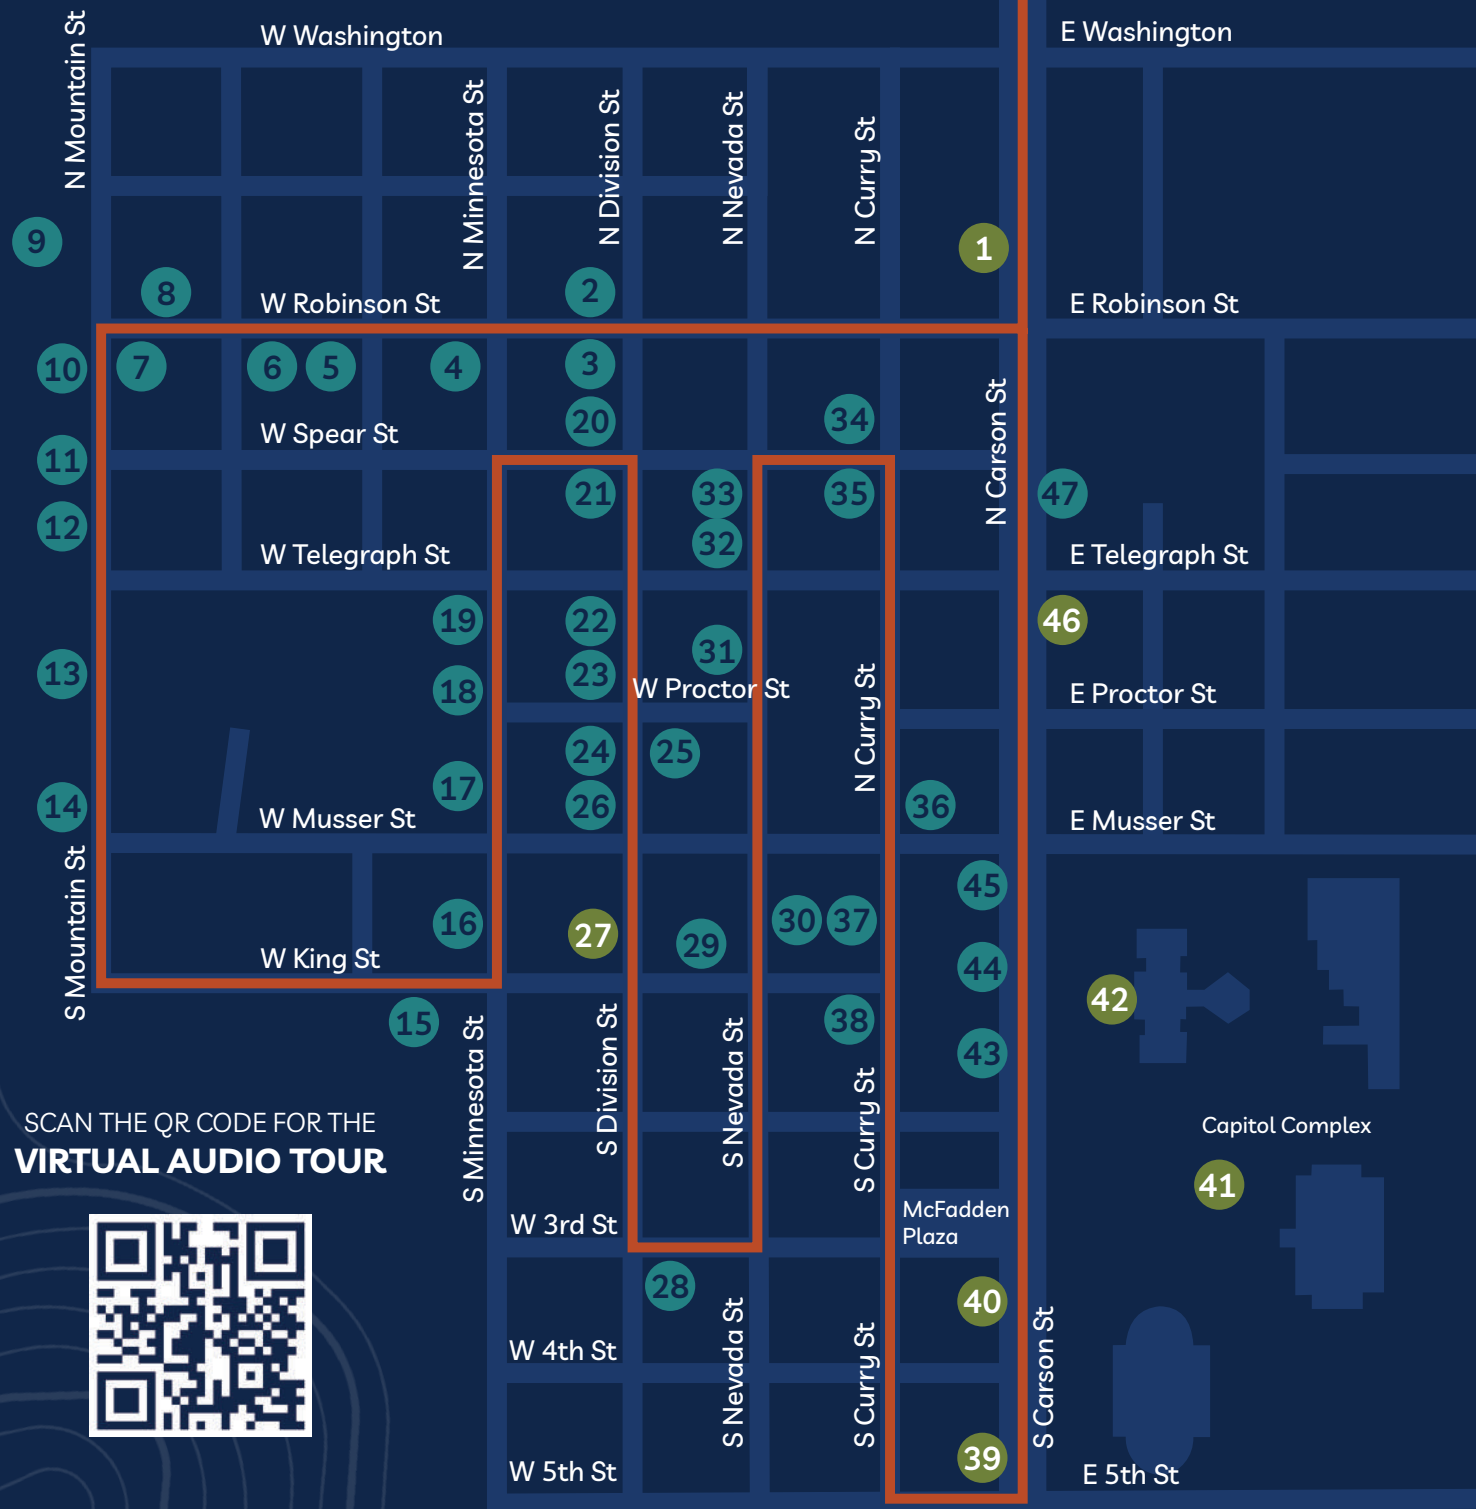 W Washington
E Washington
N Mountain St
N Minnesota St
N Division St
N Nevada St
N Curry St
9
1
8
2
W Robinson St
E Robinson St
10
7
6
5
4
3
N Carson St
20
34
W Spear St
11
12
21
33
35
47
32
W Telegraph St
E Telegraph St
19
22
46
31
13
18
23
W Proctor St
E Proctor St
N Curry St
24
25
17
14
26
36
W Musser St
E Musser St
S Mountain St
45
16
27
29
30
37
W King St
44
42
15
38
43
S Minnesota St
S Division St
S Nevada St
S Curry St
SCAN THE QR CODE FOR THE
VIRTUAL AUDIO TOUR
Capitol Complex
41
McFadden
Plaza
W 3rd St
28
40
W 4th St
S Nevada St
S Curry St
S Carson St
39
W 5th St
E 5th St